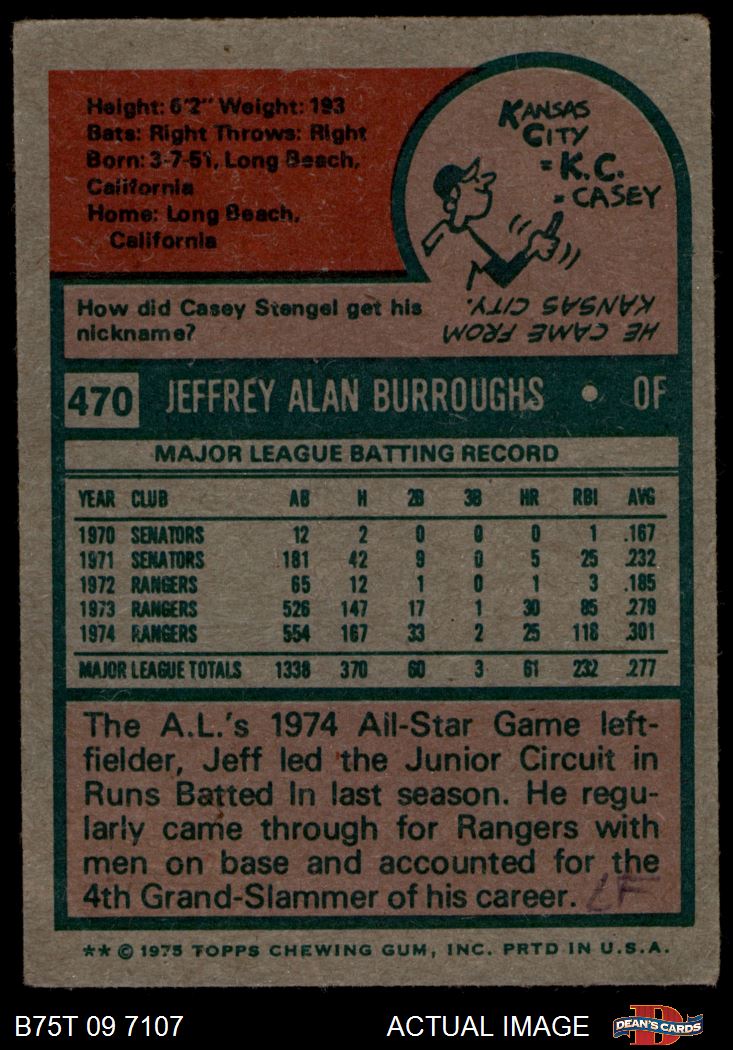 Height: 6'2" Weight: 193
Bats: Right Throws: Right
Born: 3-7-51, Long Beach,
California
Home: Long Beach,
California
KANSAS
CITY
= K.C.
= CASEY
How did Casey Stengel get his
nickname?
HE CAME FROM
KANSAS CITY.
470 JEFFREY ALAN BURROUGHS • OF
MAJOR LEAGUE BATTING RECORD
YEAR CLUB AB H 2B 3B HR RBI AVG
1970 SENATORS 12 2 0 0 0 1 .167
1971 SENATORS 181 42 9 0 5 25 .232
1972 RANGERS 65 12 1 0 1 3 .185
1973 RANGERS 526 147 17 1 30 85 .279
1974 RANGERS 554 167 33 2 25 118 .301
MAJOR LEAGUE TOTALS 1338 370 60 3 61 232 .277
The A.L.'s 1974 All-Star Game left-
fielder, Jeff led the Junior Circuit in
Runs Batted In last season. He regu-
larly came through for Rangers with
men on base and accounted for the
4th Grand-Slammer of his career. LF
** © 1975 TOPPS CHEWING GUM, INC. PRTD IN U.S.A.
B75T 09 7107 ACTUAL IMAGE D DEAN'S CARDS